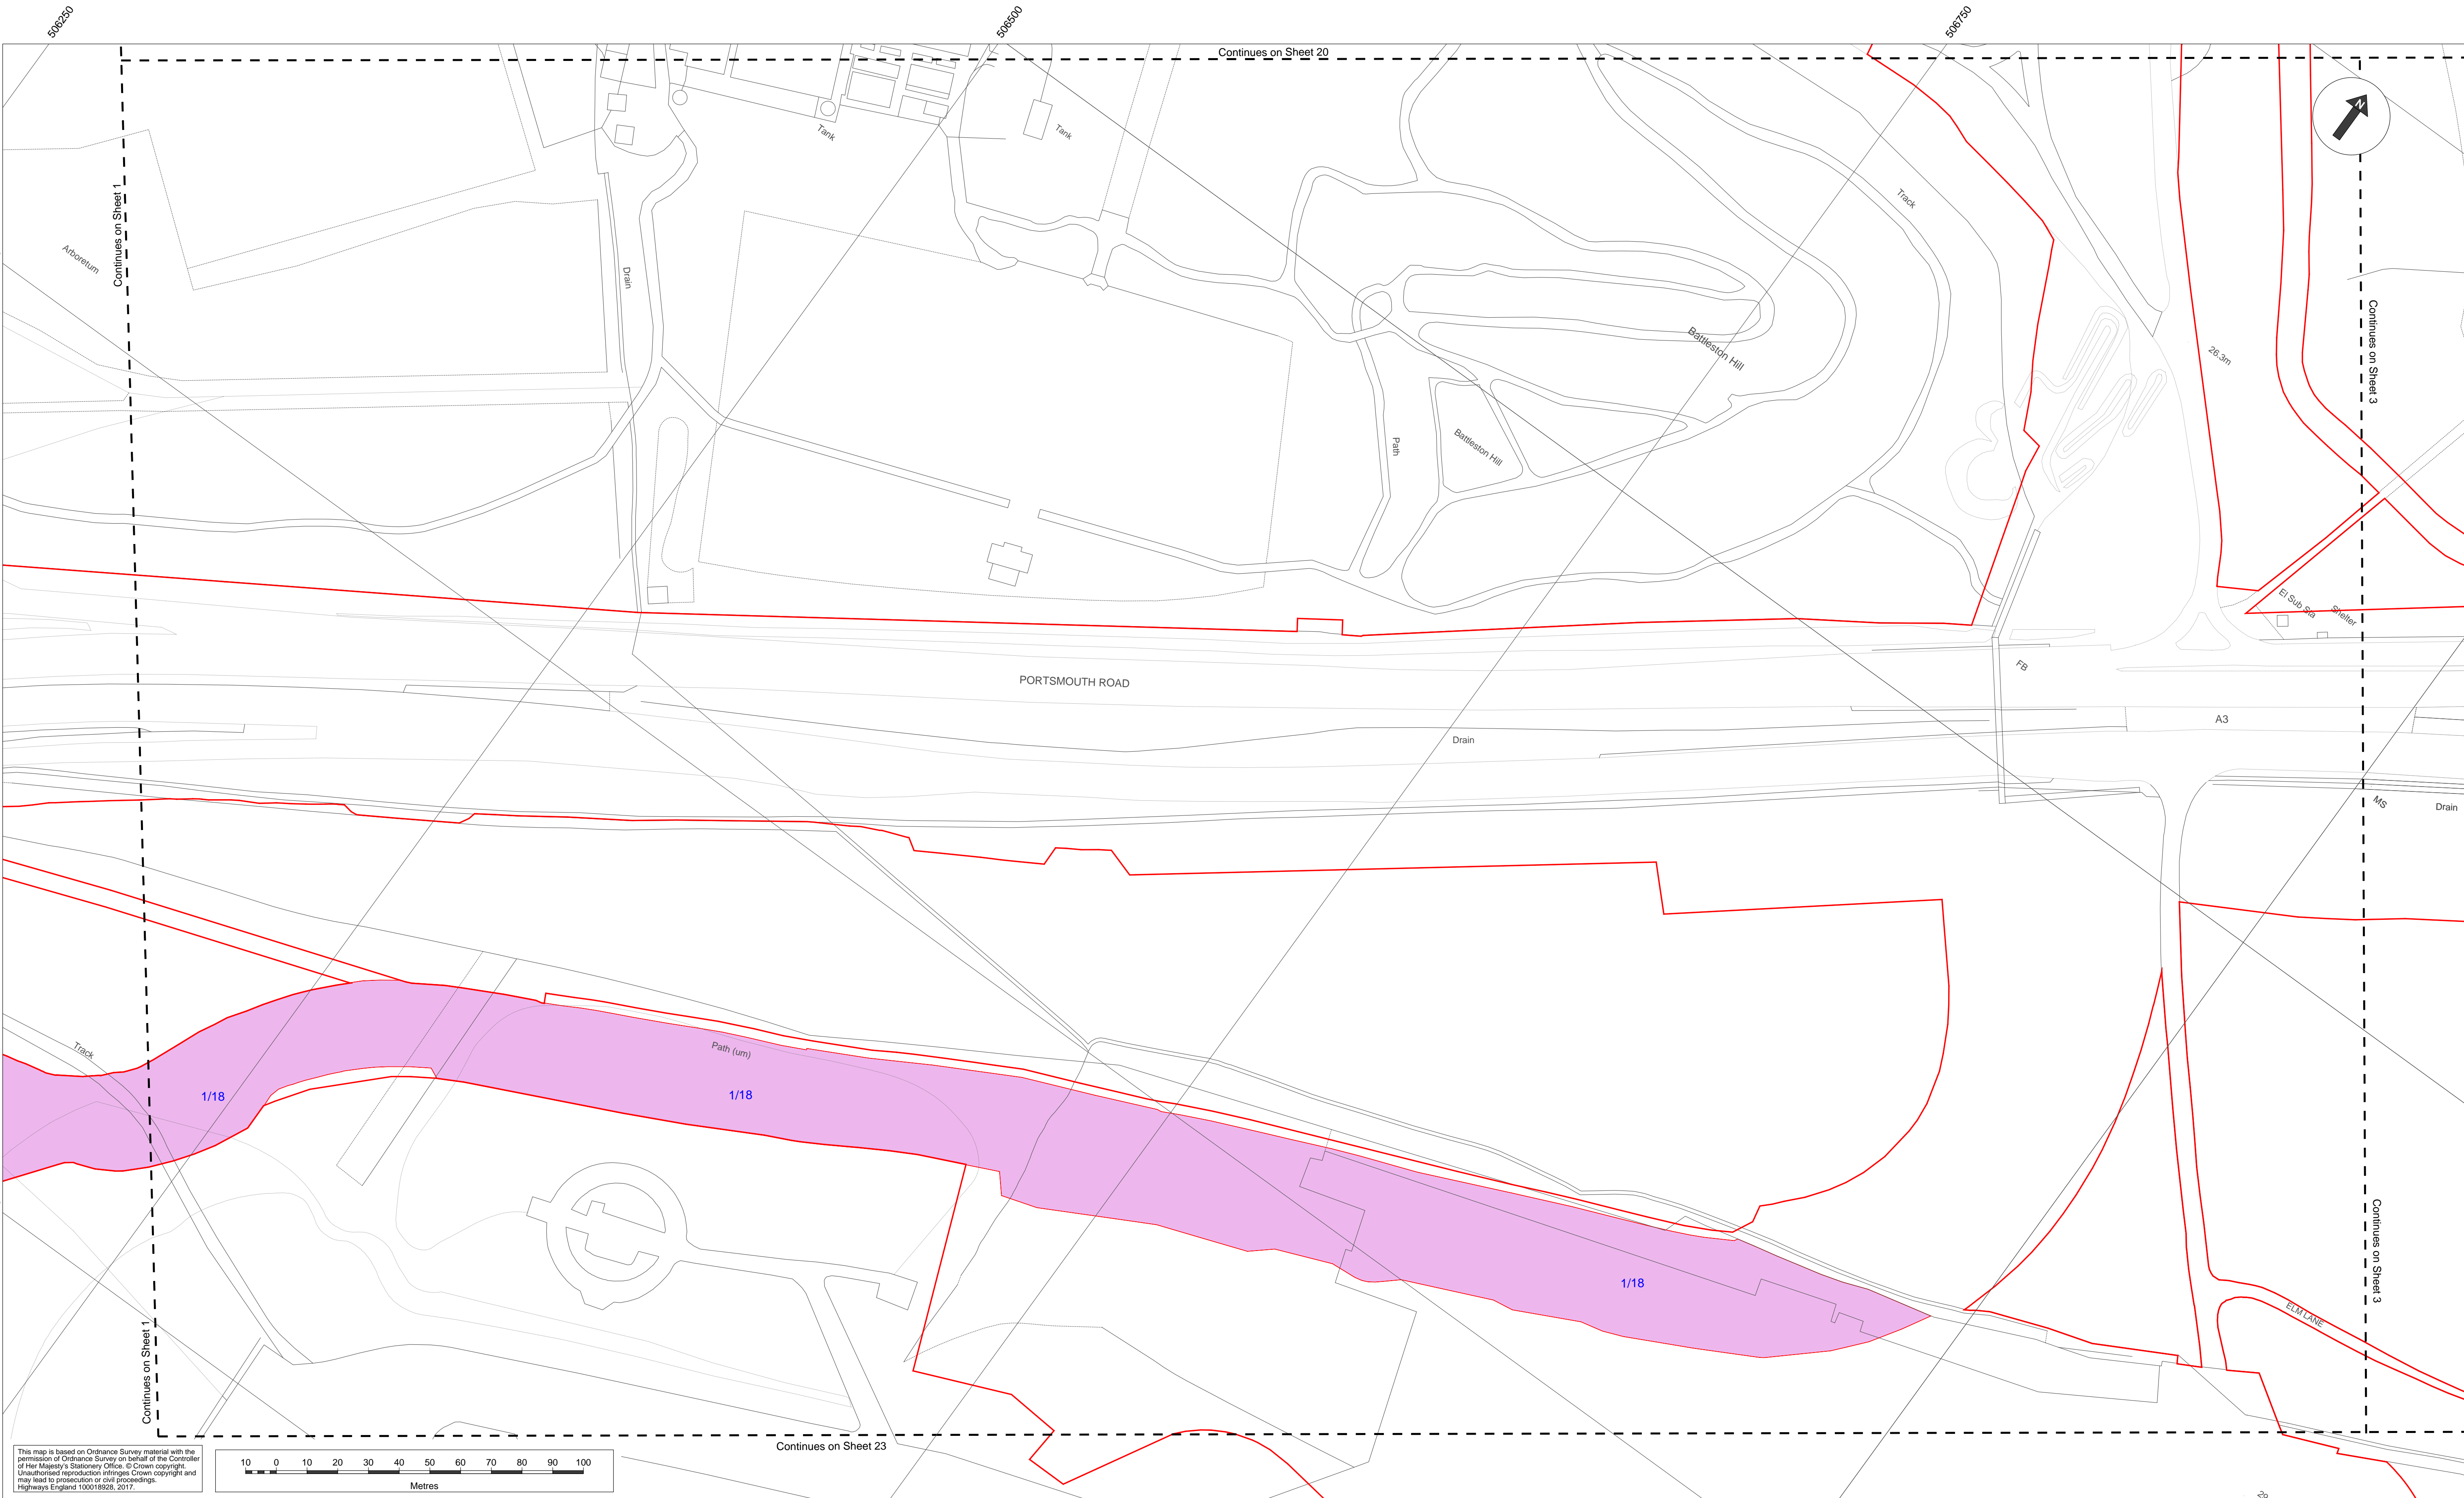 506250
506500
506750
Continues on Sheet 20
N
Tank
Tank
Continues on Sheet 1
Arboretum
Drain
Track
Battleston Hill
26.3m
Continues on Sheet 3
Path
Battleston Hill
El Sub Sta
Shelter
FB
PORTSMOUTH ROAD
A3
Drain
MS
Drain
Track
Path (um)
1/18
1/18
1/18
Continues on Sheet 3
ELM LANE
Continues on Sheet 1
Continues on Sheet 23
This map is based on Ordnance Survey material with the
permission of Ordnance Survey on behalf of the Controller
of Her Majesty's Stationery Office. © Crown copyright.
Unauthorised reproduction infringes Crown copyright and
may lead to prosecution or civil proceedings.
Highways England 100018928, 2017.
10 0 10 20 30 40 50 60 70 80 90 100
Metres